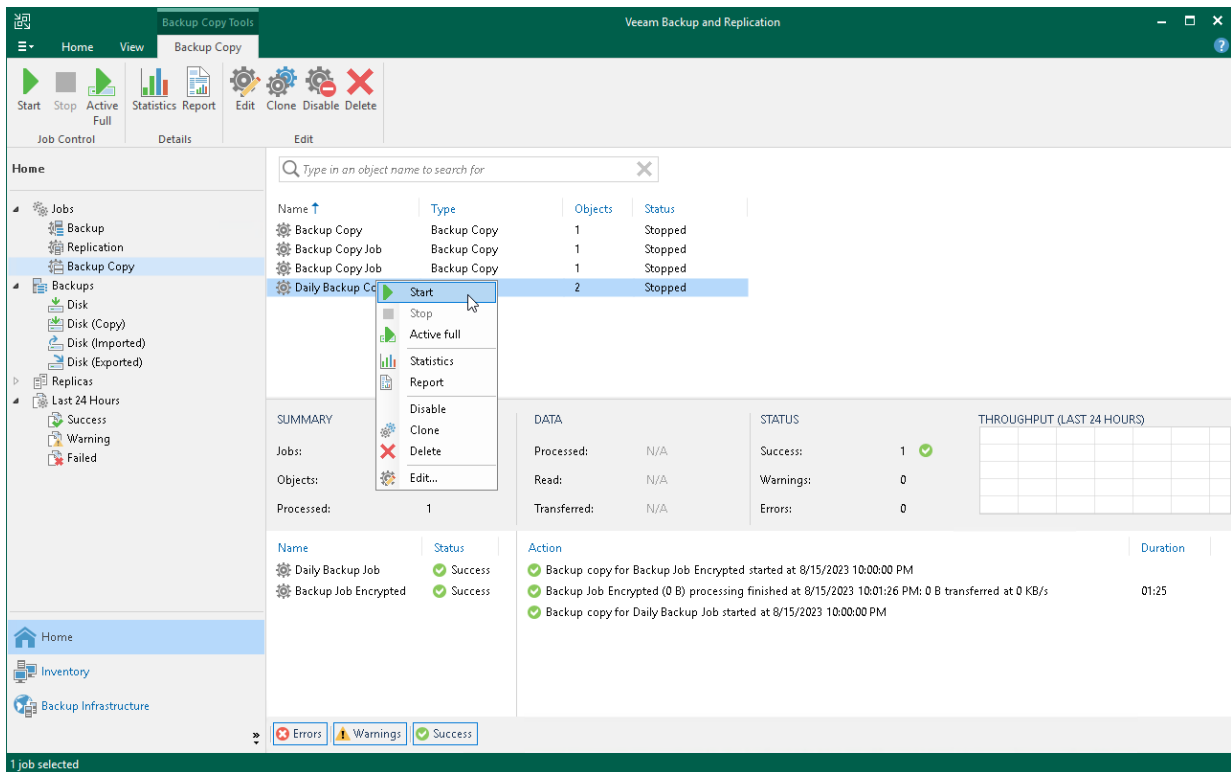 Backup Copy Tools
Veeam Backup and Replication
Home View Backup Copy
Start Stop Active Full Statistics Report Edit Clone Disable Delete
Job Control Details Edit
Home
Type in an object name to search for
Jobs
Backup
Replication
Backup Copy
Backups
Disk
Disk (Copy)
Disk (Imported)
Disk (Exported)
Replicas
Last 24 Hours
Success
Warning
Failed
Name Type Objects Status
Backup Copy Backup Copy 1 Stopped
Backup Copy Job Backup Copy 1 Stopped
Backup Copy Job Backup Copy 1 Stopped
Daily Backup Co 2 Stopped
Start
Stop
Active full
Statistics
Report
Disable
Clone
Delete
Edit...
SUMMARY
Jobs:
Objects:
Processed: 1
DATA
Processed: N/A
Read: N/A
Transferred: N/A
STATUS
Success: 1
Warnings: 0
Errors: 0
THROUGHPUT (LAST 24 HOURS)
Name Status
Daily Backup Job Success
Backup Job Encrypted Success
Action Duration
Backup copy for Backup Job Encrypted started at 8/15/2023 10:00:00 PM
Backup Job Encrypted (0 B) processing finished at 8/15/2023 10:01:26 PM: 0 B transferred at 0 KB/s 01:25
Backup copy for Daily Backup Job started at 8/15/2023 10:00:00 PM
Home
Inventory
Backup Infrastructure
Errors Warnings Success
1 job selected